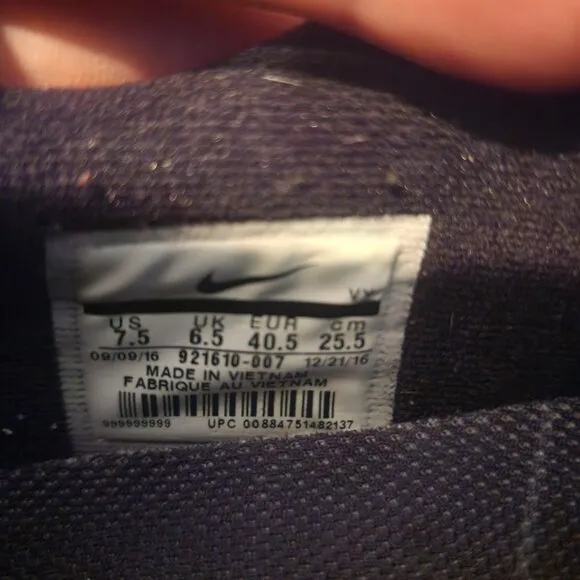 VY
US UK EUR cm
7.5 6.5 40.5 25.5
09/09/16 921610-007 12/21/16
MADE IN VIETNAM
FABRIQUE AU VIETNAM
999999999 UPC 00884751482137